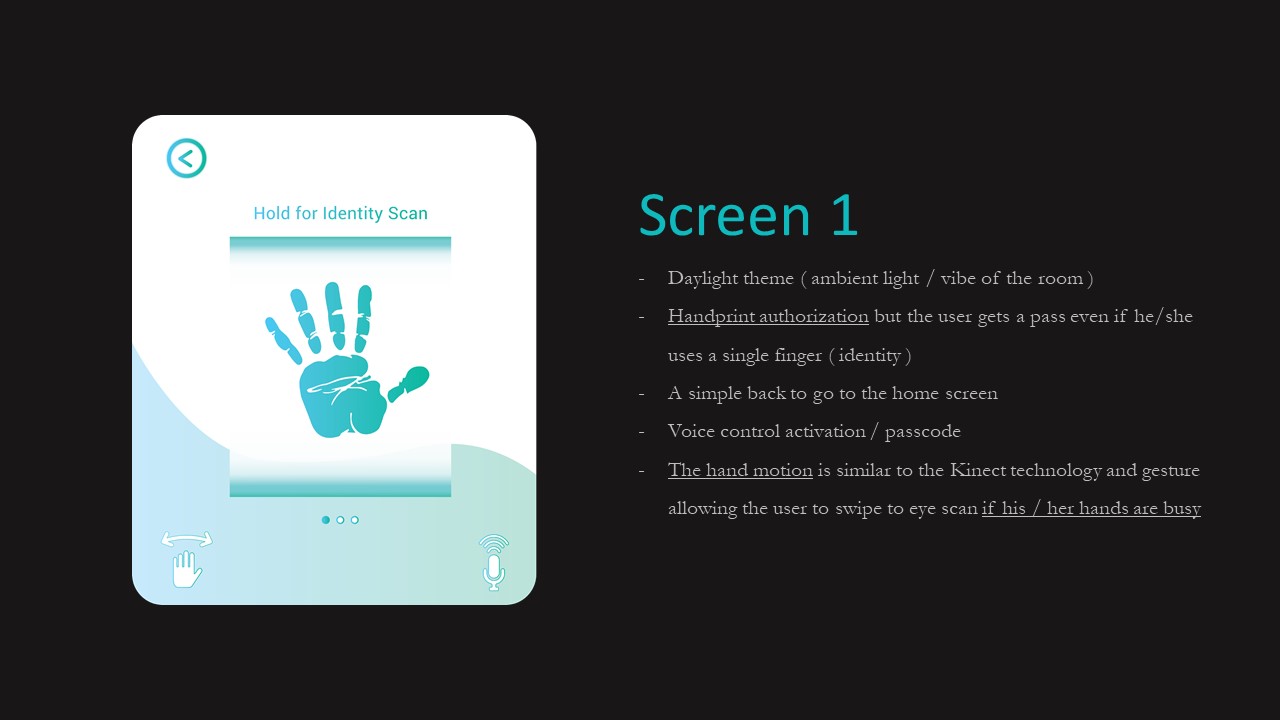 Hold for Identity Scan
Screen 1
- Daylight theme ( ambient light / vibe of the room )
- Handprint authorization but the user gets a pass even if he/she
uses a single finger ( identity )
- A simple back to go to the home screen
- Voice control activation / passcode
- The hand motion is similar to the Kinect technology and gesture
allowing the user to swipe to eye scan if his / her hands are busy